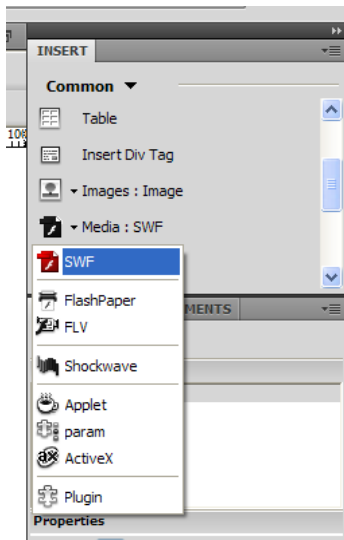 INSERT
Common
Table
Insert Div Tag
Images : Image
Media : SWF
SWF
FlashPaper
MENTS
FLV
Shockwave
Applet
param
ActiveX
Plugin
Properties